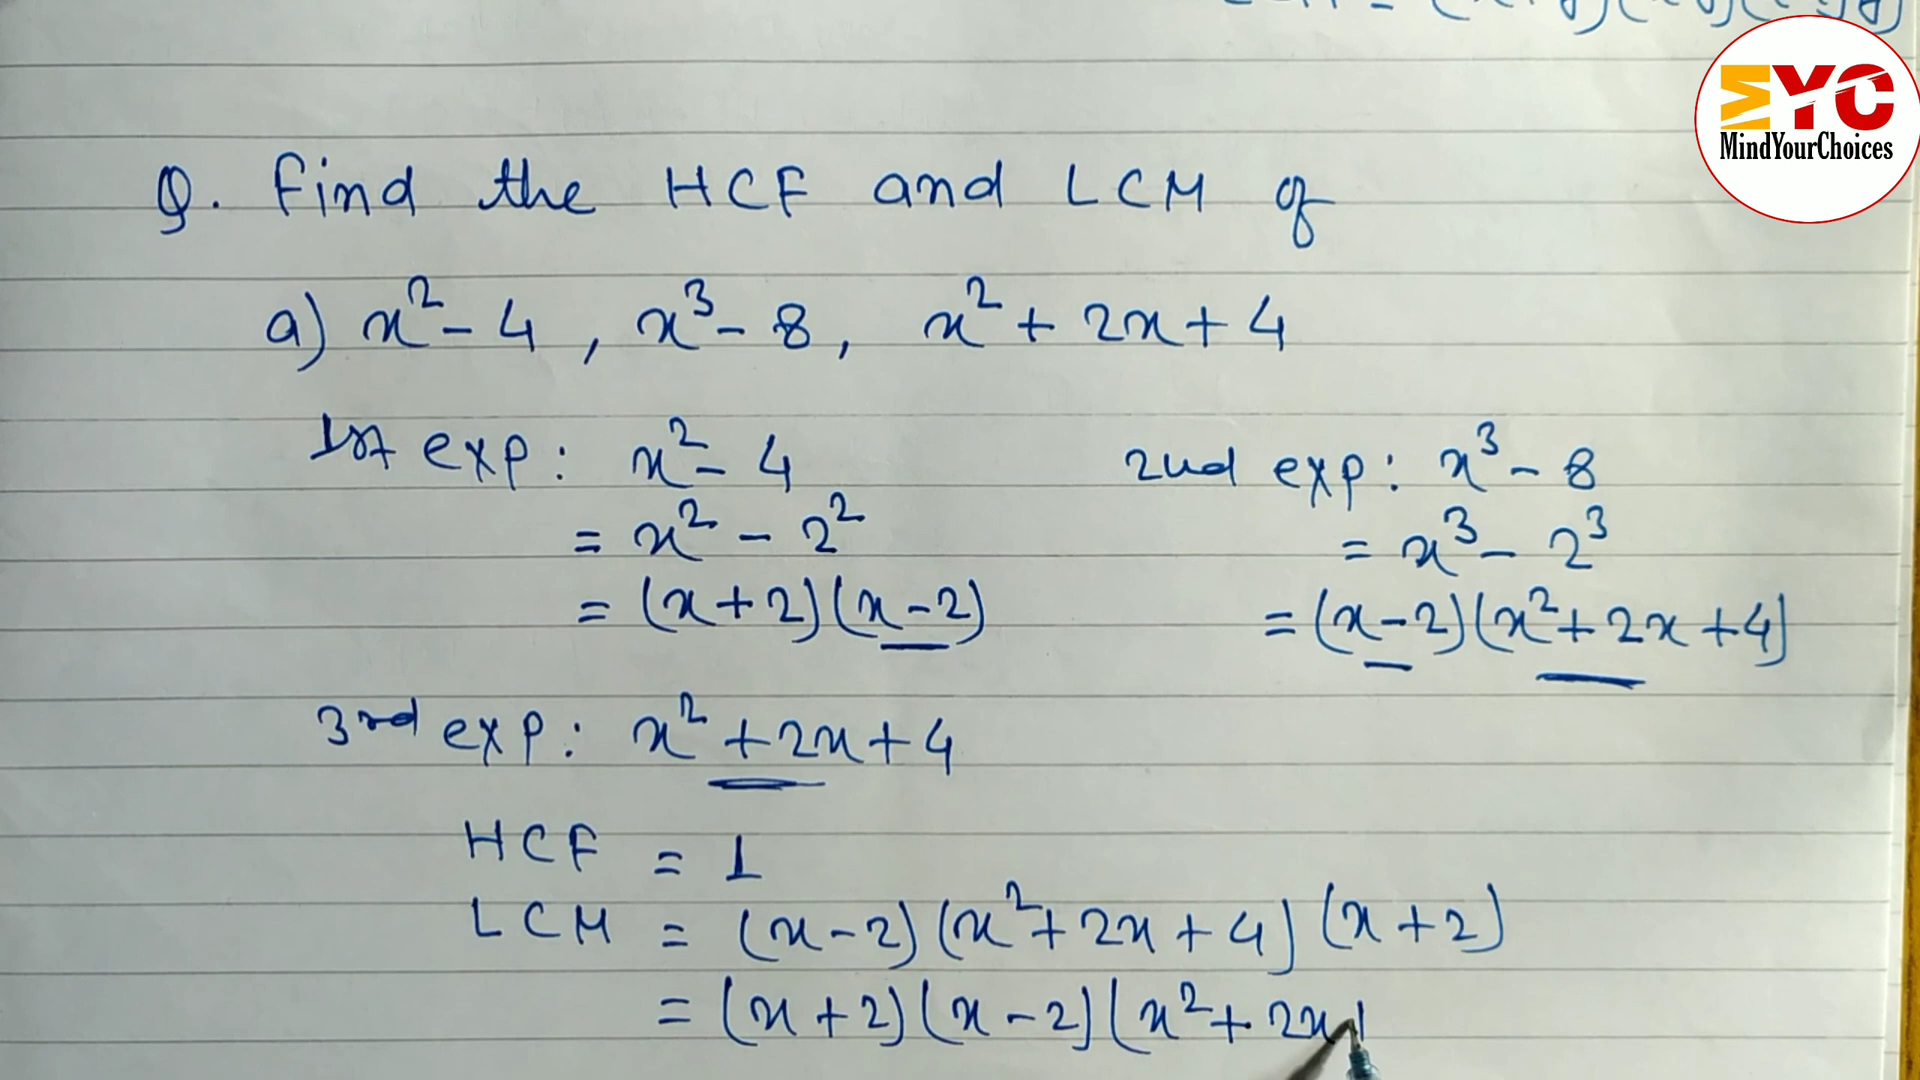 MYC
MindYourChoices
Q. Find the HCF and LCM of
a) x² - 4 , x³ - 8, x² + 2x + 4
1st exp: x² - 4
= x² - 2²
= (x+2)(x-2)
2nd exp: x³ - 8
= x³ - 2³
= (x-2)(x²+2x+4)
3rd exp: x² + 2x + 4
HCF = 1
LCM = (x-2)(x²+2x+4)(x+2)
= (x+2)(x-2)(x²+2x